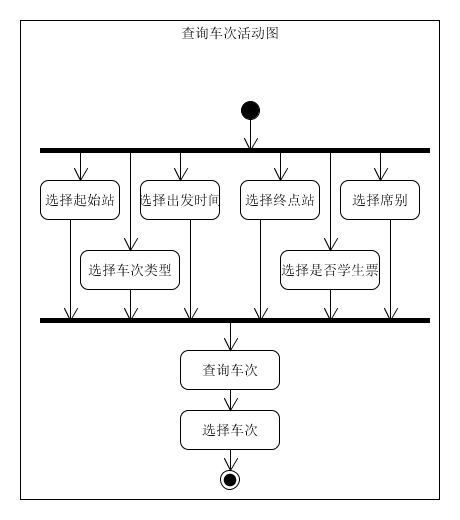 查询车次活动图
选择起始站
选择出发时间
选择终点站
选择席别
选择车次类型
选择是否学生票
查询车次
选择车次